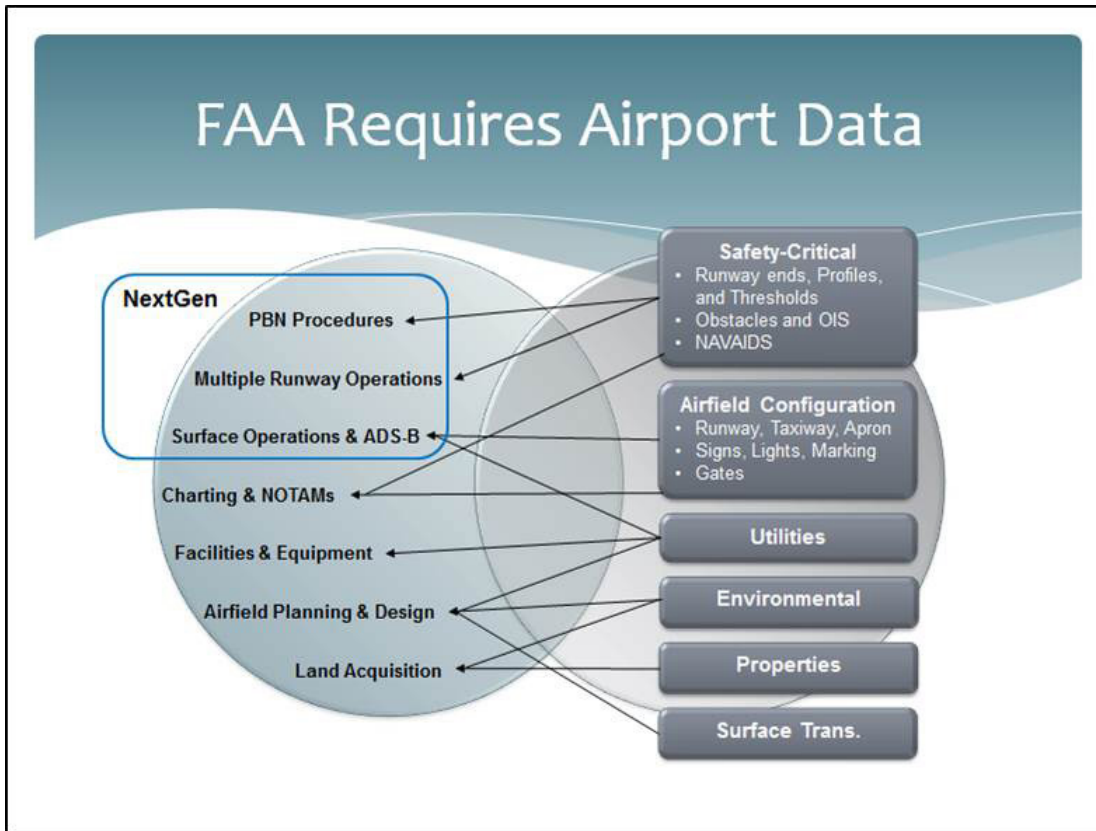 FAA Requires Airport Data
NextGen
PBN Procedures
Multiple Runway Operations
Surface Operations & ADS-B
Charting & NOTAMs
Facilities & Equipment
Airfield Planning & Design
Land Acquisition
Safety-Critical
• Runway ends, Profiles,
and Thresholds
• Obstacles and OIS
• NAVAIDS
Airfield Configuration
• Runway, Taxiway, Apron
• Signs, Lights, Marking
• Gates
Utilities
Environmental
Properties
Surface Trans.